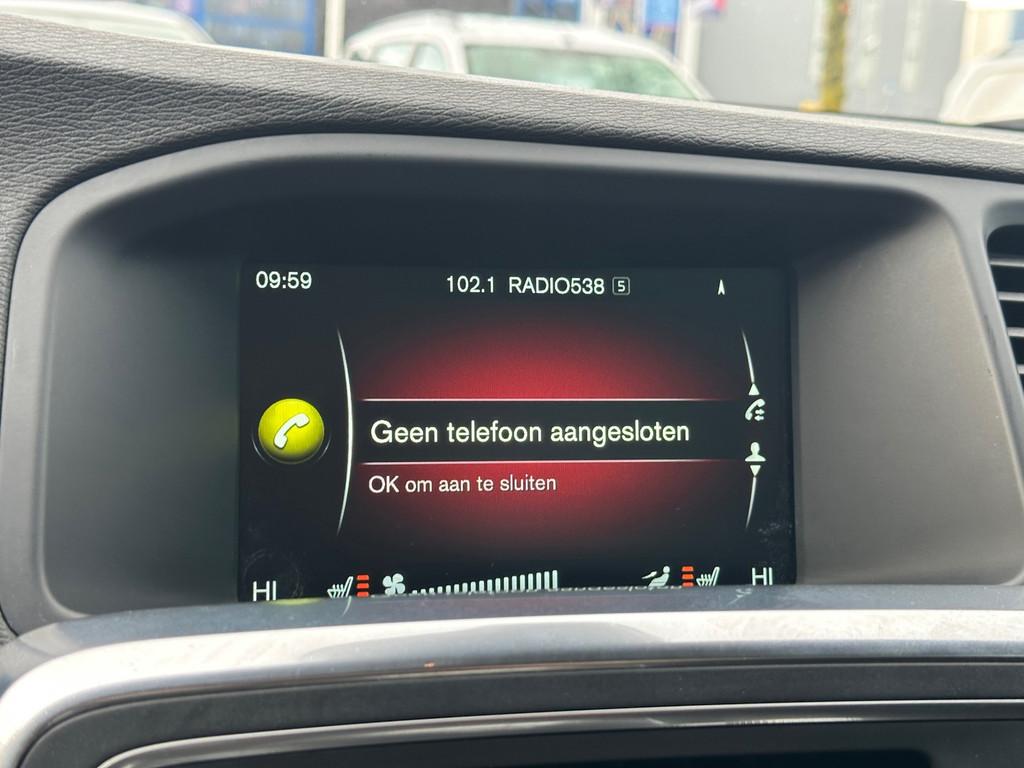 09:59
102.1 RADIO538 5
Geen telefoon aangesloten
OK om aan te sluiten
HI HI